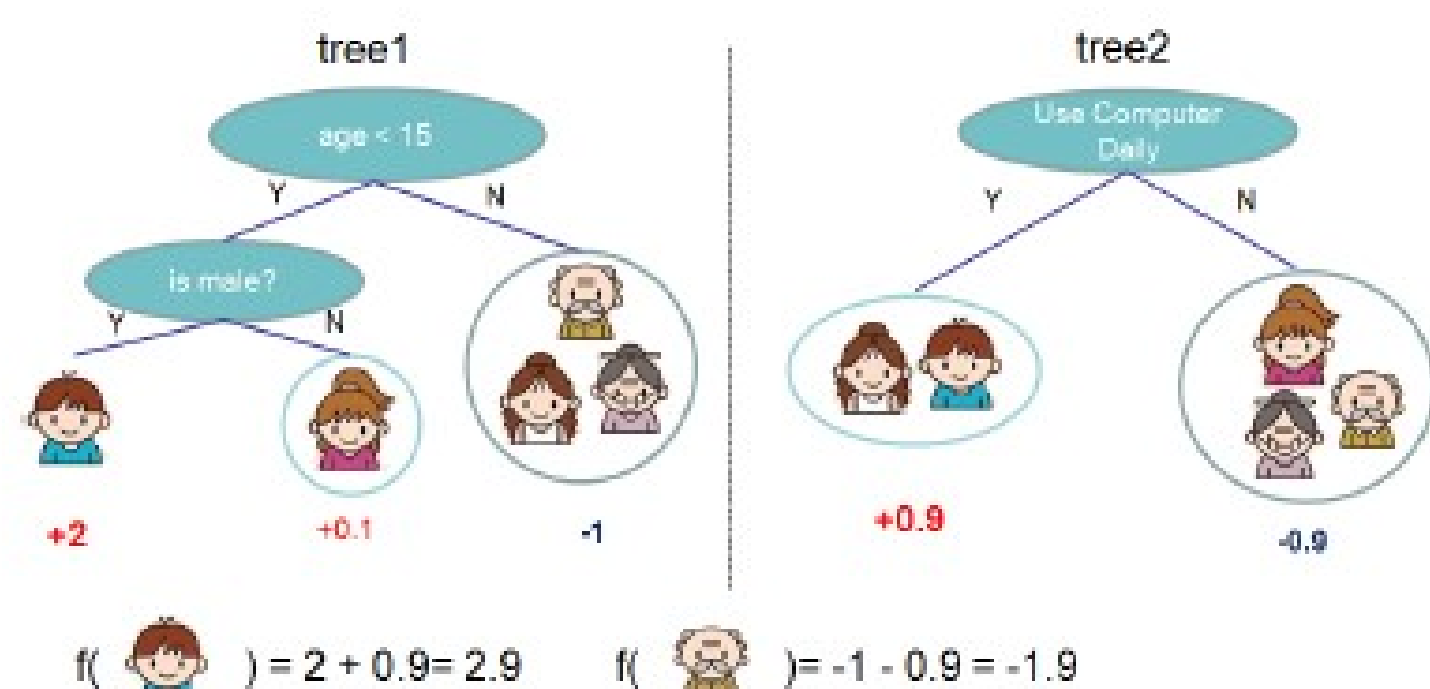 tree1
age < 15
Y
N
is male?
Y
N
+2
+0.1
-1
tree2
Use Computer
Daily
Y
N
+0.9
-0.9
f( ) = 2 + 0.9= 2.9
f( )= -1 - 0.9 = -1.9